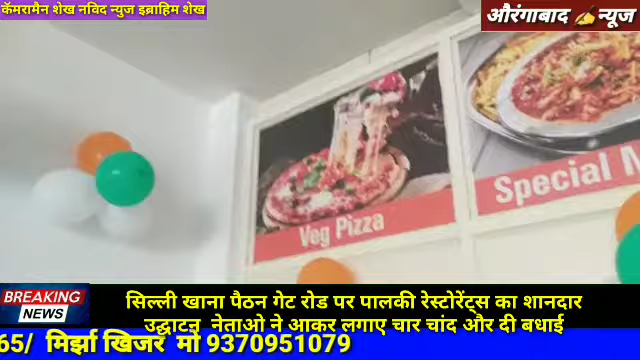 कॅमरामैन शेख नविद न्युज इब्राहिम शेख
औरंगाबाद ✍️न्यूज
Veg Pizza
Special
BREAKING
NEWS
सिल्ली खाना पैठन गेट रोड पर पालकी रेस्टोरेंट्स का शानदार
उद्घाटन नेताओ ने आकर लगाए चार चांद और दी बधाई
65/ मिर्झा खिजर मो 9370951079